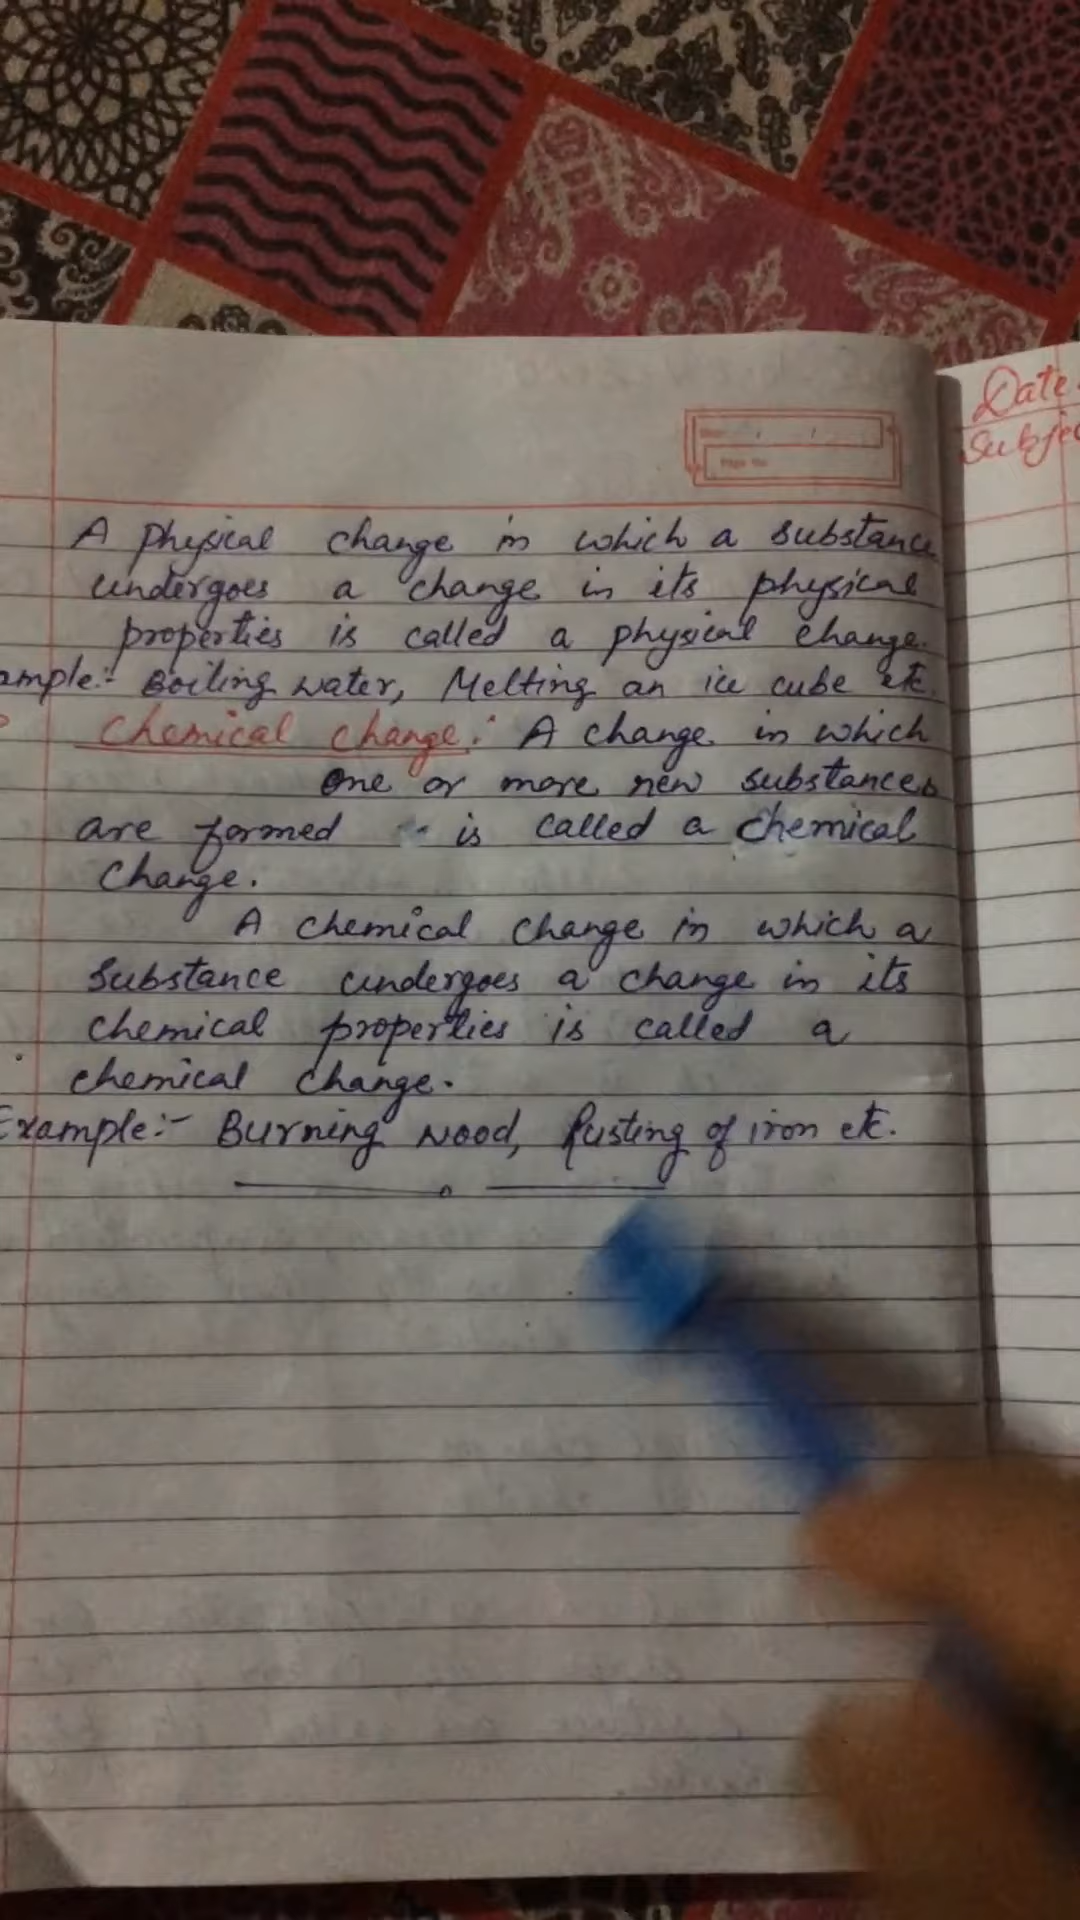 Date
Subjec
Page No.
A Physical change in which a substance
undergoes a change in its physical
properties is called a physical change.
ample:- Boiling water, Melting an ice cube etc.
Chemical change: A change in which
one or more new substances
are formed is called a chemical
change.
A chemical change in which a
substance undergoes a change in its
chemical properties is called a
chemical change.
Example:- Burning wood, Rusting of iron etc.